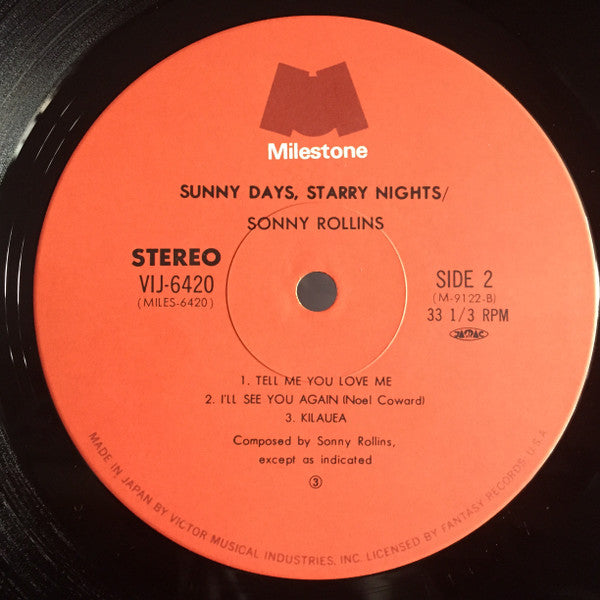 Milestone
SUNNY DAYS, STARRY NIGHTS/
SONNY ROLLINS
STEREO
VIJ-6420
(MILES-6420)
SIDE 2
(M-9122-B)
33 1/3 RPM
JASRAC
1. TELL ME YOU LOVE ME
2. I'LL SEE YOU AGAIN (Noel Coward)
3. KILAUEA
Composed by Sonny Rollins,
except as indicated
③
MADE IN JAPAN BY VICTOR MUSICAL INDUSTRIES, INC. LICENSED BY FANTASY RECORDS, U.S.A